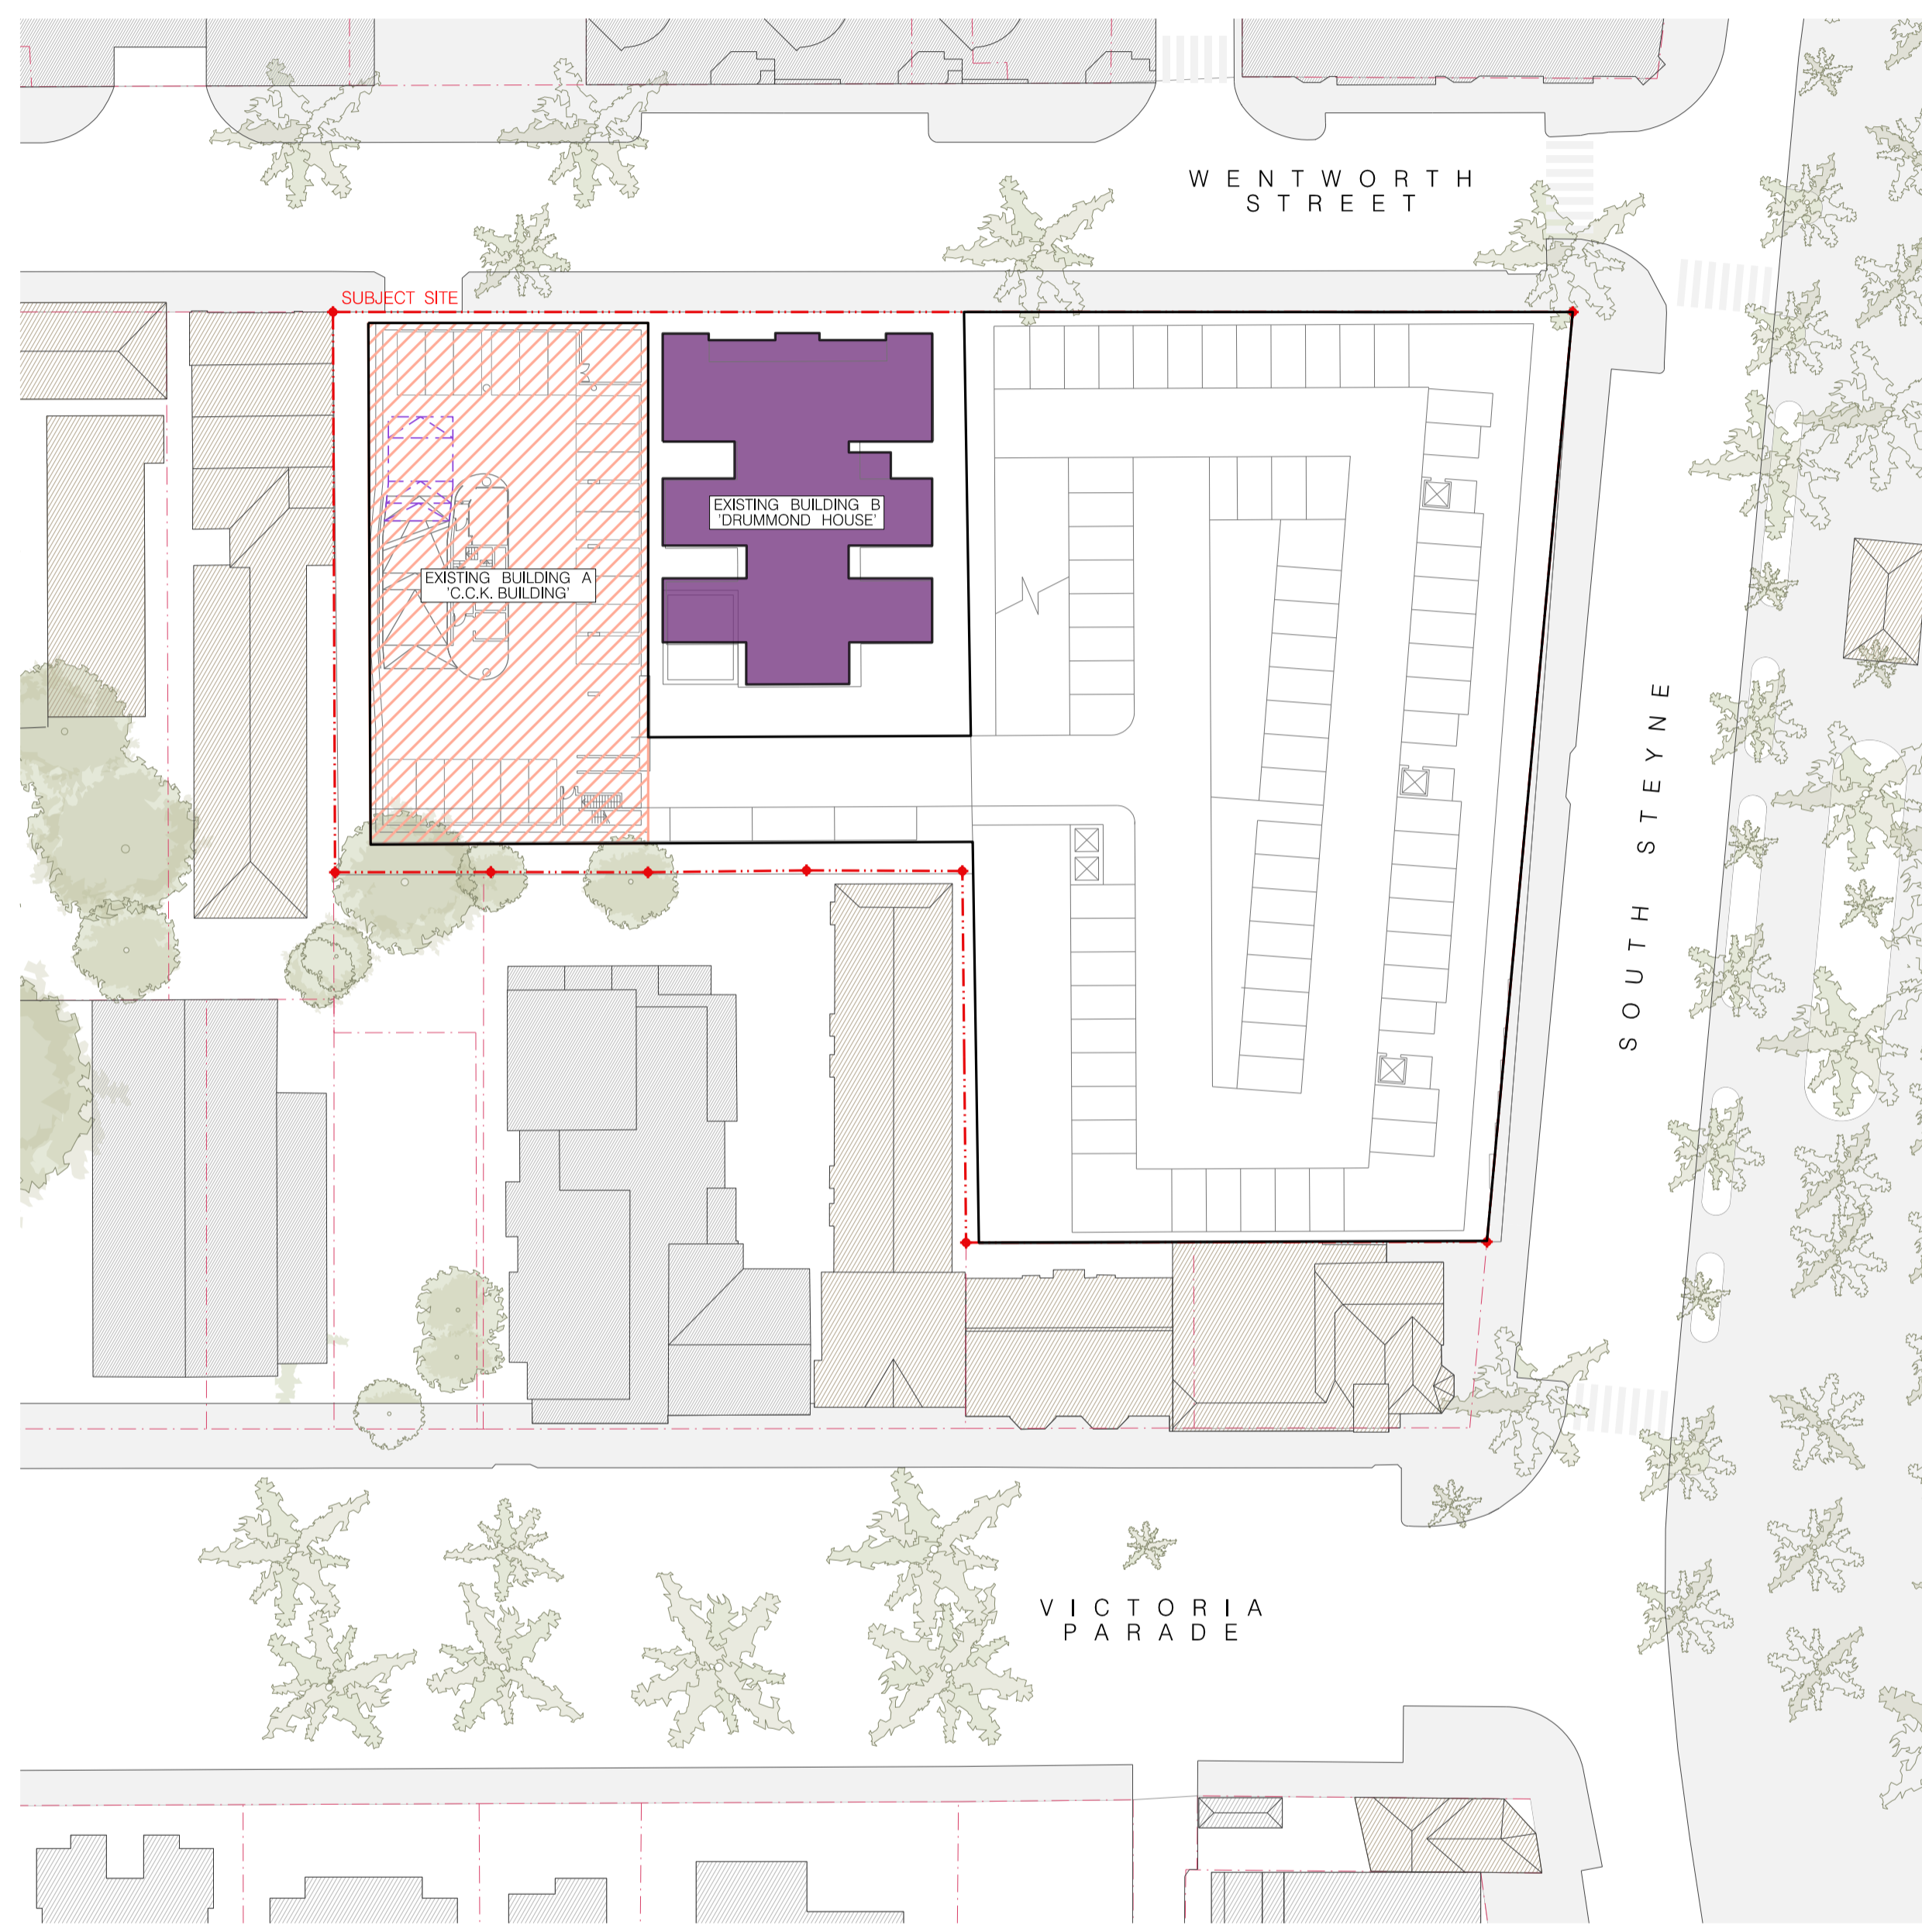 WENTWORTH
STREET
SUBJECT SITE
EXISTING BUILDING B
'DRUMMOND HOUSE'
EXISTING BUILDING A
'C.C.K. BUILDING'
SOUTH STEYNE
VICTORIA
PARADE